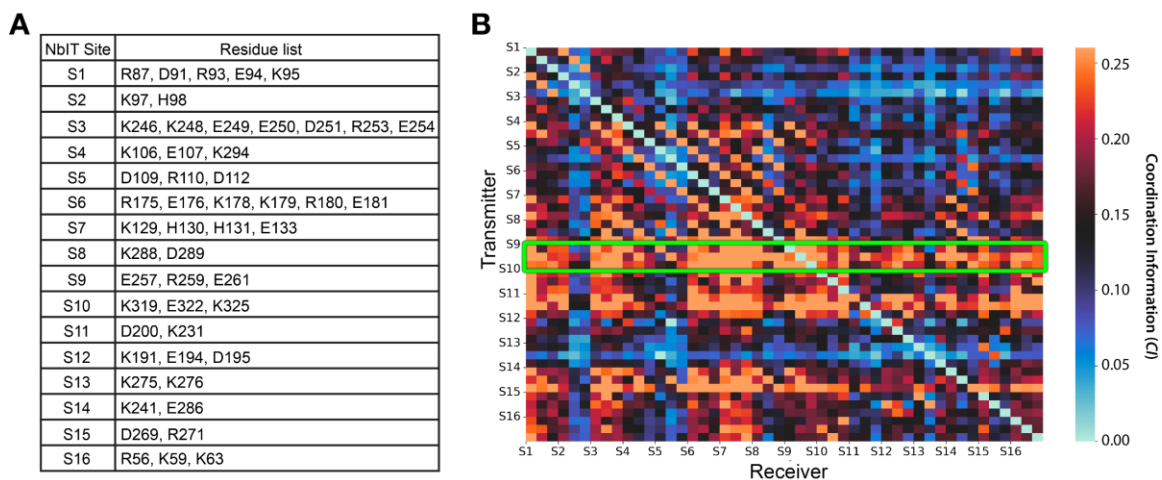 A
NbIT Site Residue list
S1 R87, D91, R93, E94, K95
S2 K97, H98
S3 K246, K248, E249, E250, D251, R253, E254
S4 K106, E107, K294
S5 D109, R110, D112
S6 R175, E176, K178, K179, R180, E181
S7 K129, H130, H131, E133
S8 K288, D289
S9 E257, R259, E261
S10 K319, E322, K325
S11 D200, K231
S12 K191, E194, D195
S13 K275, K276
S14 K241, E286
S15 D269, R271
S16 R56, K59, K63
B
Transmitter
S1
S2
S3
S4
S5
S6
S7
S8
S9
S10
S11
S12
S13
S14
S15
S16
S1 S2 S3 S4 S5 S6 S7 S8 S9 S10 S11 S12 S13 S14 S15 S16
Receiver
0.25
0.20
0.15
0.10
0.05
0.00
Coordination Information (CI)